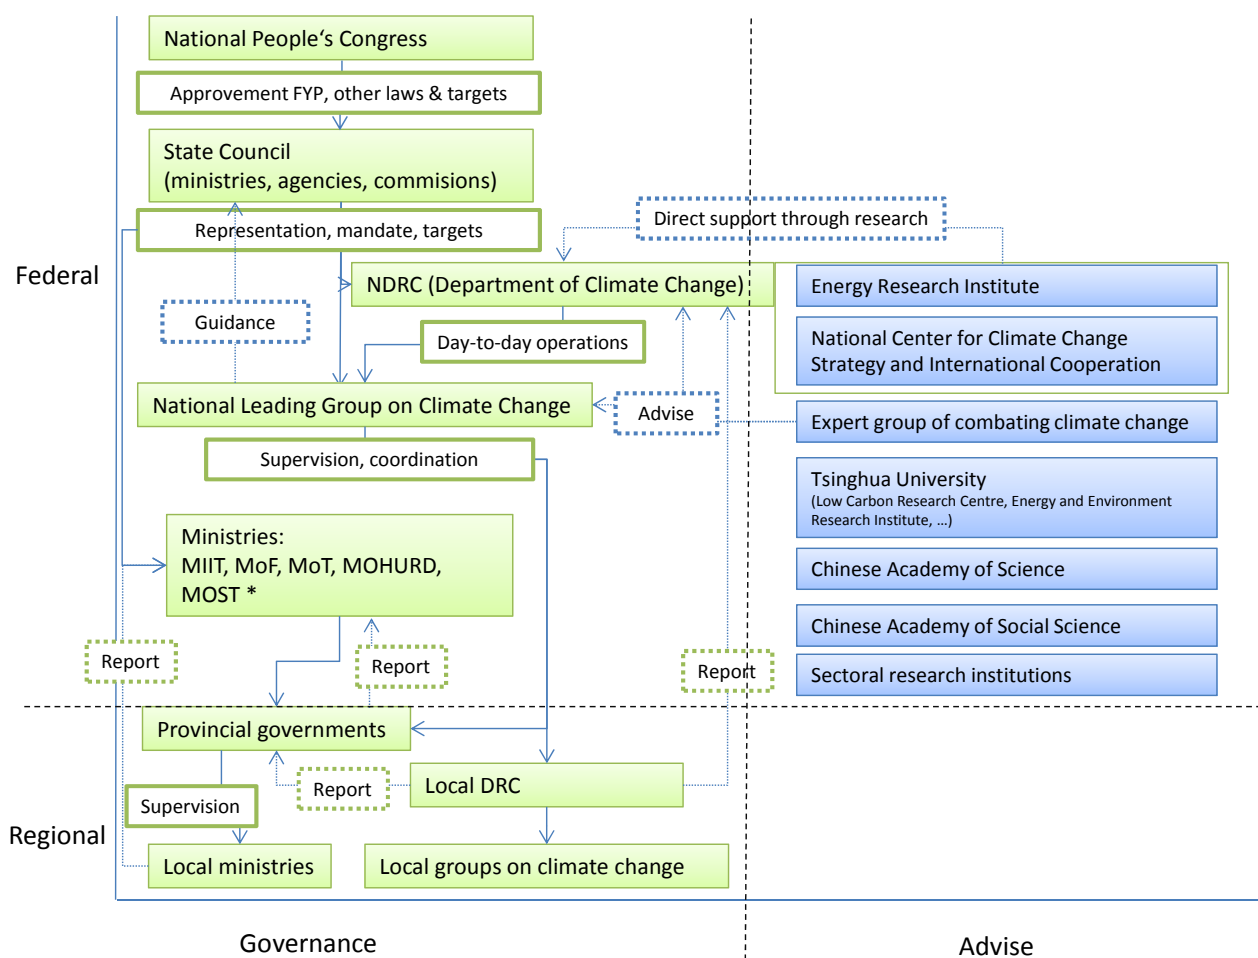 National People‘s Congress
Approvement FYP, other laws & targets
State Council
(ministries, agencies, commisions)
Direct support through research
Representation, mandate, targets
Federal
NDRC (Department of Climate Change)
Energy Research Institute
Guidance
Day-to-day operations
National Center for Climate Change
Strategy and International Cooperation
National Leading Group on Climate Change
Advise
Expert group of combating climate change
Supervision, coordination
Tsinghua University
(Low Carbon Research Centre, Energy and Environment
Research Institute, …)
Ministries:
MIIT, MoF, MoT, MOHURD,
MOST *
Chinese Academy of Science
Chinese Academy of Social Science
Report
Report
Report
Sectoral research institutions
Provincial governments
Report
Local DRC
Supervision
Regional
Local ministries
Local groups on climate change
Governance
Advise